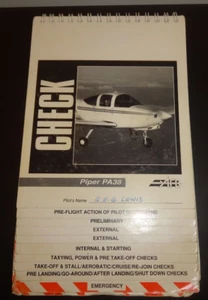 CHECK
Piper PA38
AFE
Pilot's Name
LEWIS
PRE-FLIGHT ACTION OF PILOT
PRELIMINARY
EXTERNAL
EXTERNAL
INTERNAL & STARTING
TAXYING, POWER & PRE TAKE-OFF CHECKS
TAKE-OFF & STALL/AEROBATIC/CRUISE/RE-JOIN CHECKS
PRE LANDING/GO-AROUND/AFTER LANDING/SHUT DOWN CHECKS
EMERGENCY